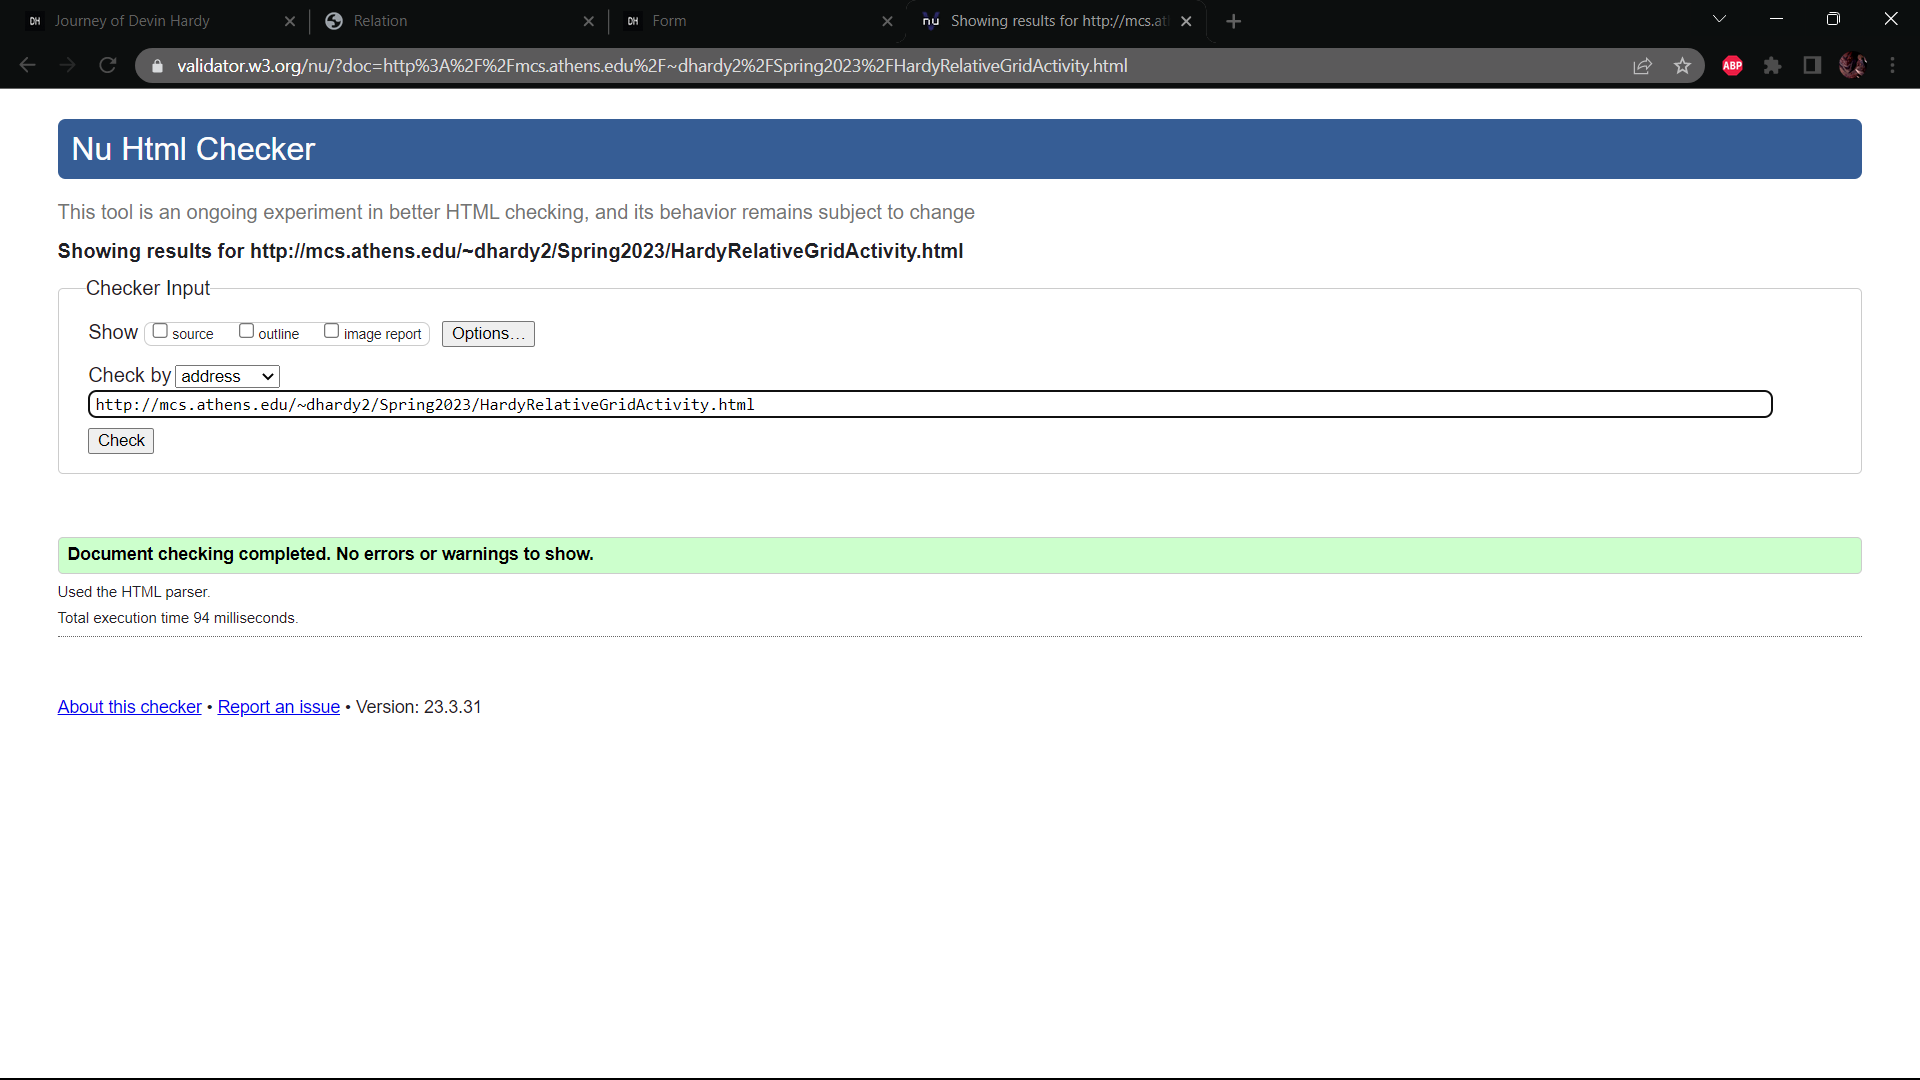 DH Journey of Devin Hardy
Relation
DH Form
nu Showing results for http://mcs.at
validator.w3.org/nu/?doc=http%3A%2F%2Fmcs.athens.edu%2F~dhardy2%2FSpring2023%2FHardyRelativeGridActivity.html
ABP
Nu Html Checker
This tool is an ongoing experiment in better HTML checking, and its behavior remains subject to change
Showing results for http://mcs.athens.edu/~dhardy2/Spring2023/HardyRelativeGridActivity.html
Checker Input
Show source outline image report Options…
Check by address
http://mcs.athens.edu/~dhardy2/Spring2023/HardyRelativeGridActivity.html
Check
Document checking completed. No errors or warnings to show.
Used the HTML parser.
Total execution time 94 milliseconds.
About this checker • Report an issue • Version: 23.3.31